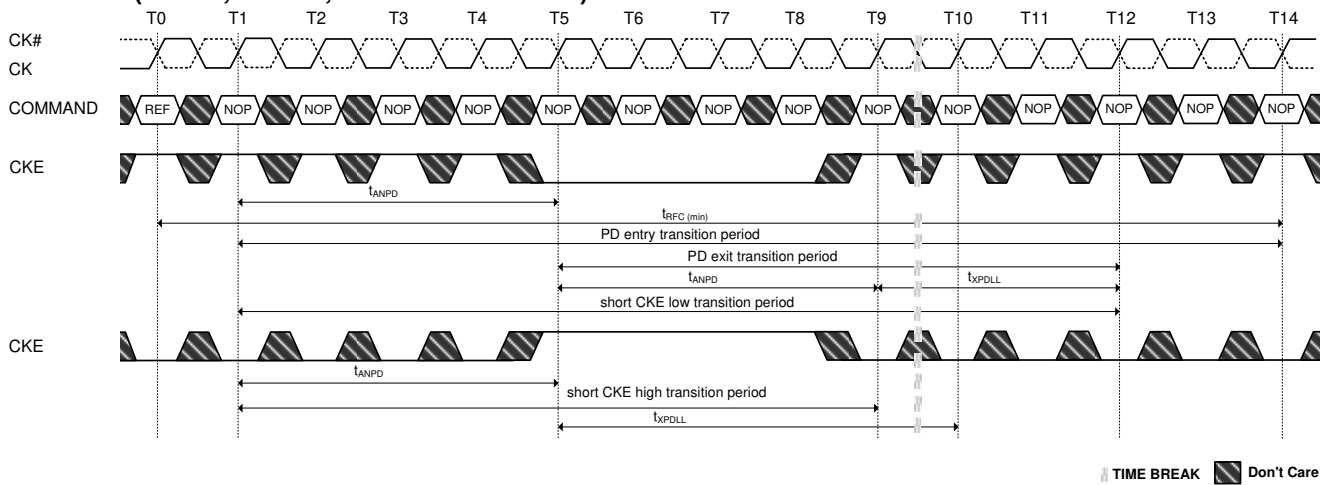 T0 T1 T2 T3 T4 T5 T6 T7 T8 T9 T10 T11 T12 T13 T14
CK#
CK
COMMAND REF NOP NOP NOP NOP NOP NOP NOP NOP NOP NOP NOP NOP NOP NOP
CKE
tANPD
tRFC (min)
PD entry transition period
PD exit transition period
tANPD tXPDLL
short CKE low transition period
CKE
tANPD
short CKE high transition period
tXPDLL
TIME BREAK Don't Care